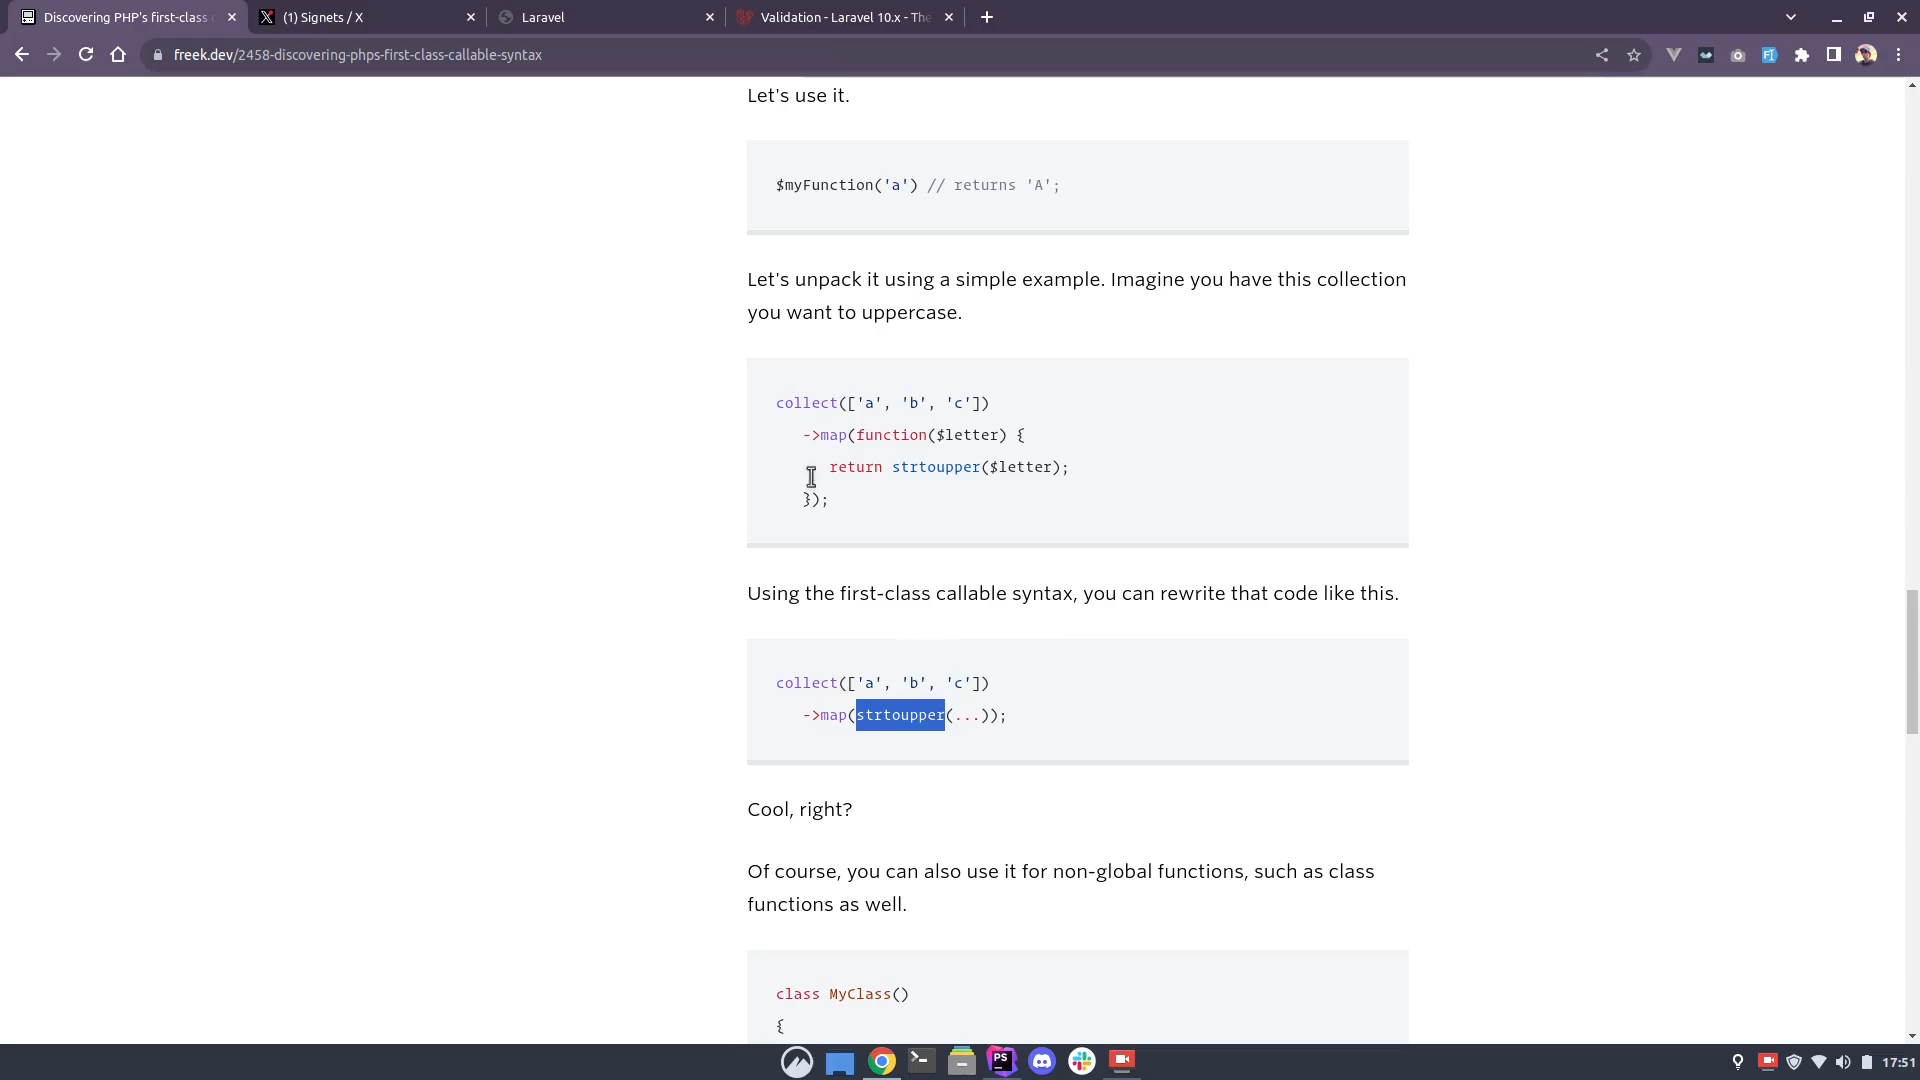 Discovering PHP's first-class c
(1) Signets / X
Laravel
Validation - Laravel 10.x - The
freek.dev/2458-discovering-phps-first-class-callable-syntax
Let's use it.
$myFunction('a') // returns 'A';
Let's unpack it using a simple example. Imagine you have this collection
you want to uppercase.
collect(['a', 'b', 'c'])
->map(function($letter) {
return strtoupper($letter);
});
Using the first-class callable syntax, you can rewrite that code like this.
collect(['a', 'b', 'c'])
->map(strtoupper(...));
Cool, right?
Of course, you can also use it for non-global functions, such as class
functions as well.
class MyClass()
{
PS
17:51